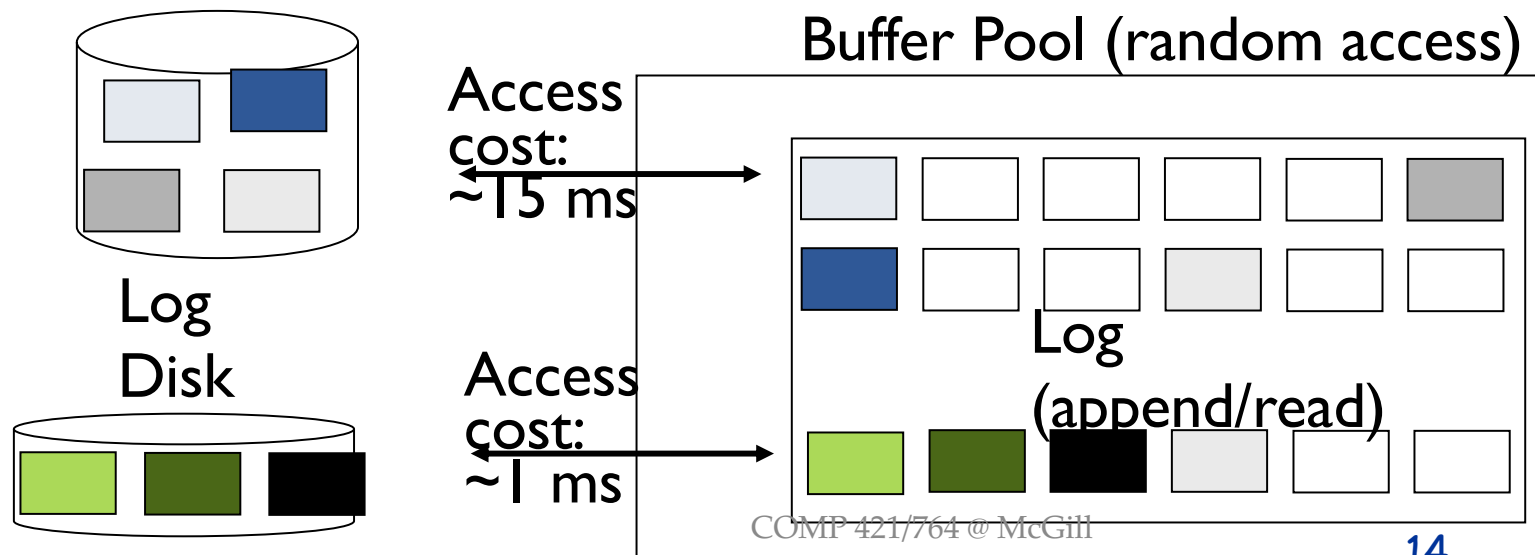 Buffer Pool (random access)
Access
cost:
~15 ms
Log
Disk
Access
cost:
~1 ms
Log
(append/read)
COMP 421/764 @ McGill
14